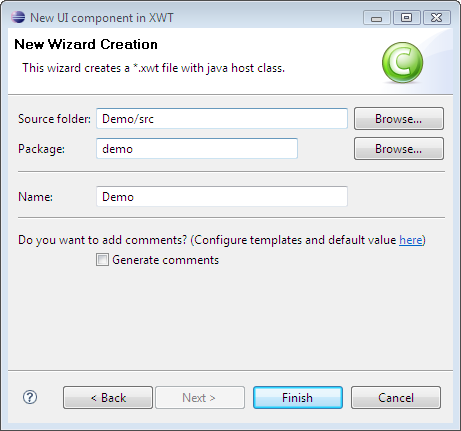 New UI component in XWT
New Wizard Creation
This wizard creates a *.xwt file with java host class.
C
Source folder: Demo/src Browse...
Package: demo Browse...
Name: Demo
Do you want to add comments? (Configure templates and default value here)
Generate comments
? < Back Next > Finish Cancel